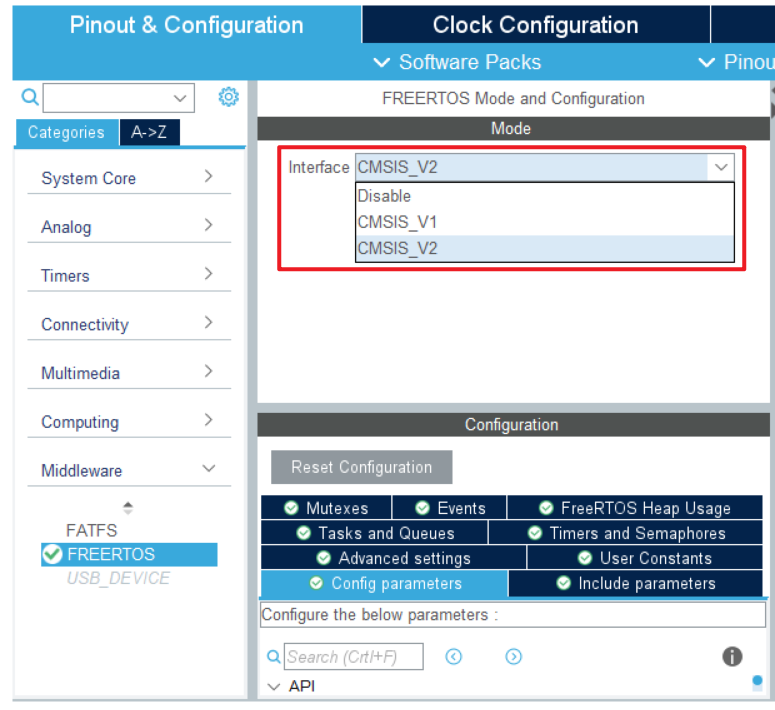 Pinout & Configuration
Clock Configuration
Software Packs
Pinou
Categories
A->Z
System Core
Analog
Timers
Connectivity
Multimedia
Computing
Middleware
FATFS
FREERTOS
USB_DEVICE
FREERTOS Mode and Configuration
Mode
Interface CMSIS_V2
Disable
CMSIS_V1
CMSIS_V2
Configuration
Reset Configuration
Mutexes
Events
FreeRTOS Heap Usage
Tasks and Queues
Timers and Semaphores
Advanced settings
User Constants
Config parameters
Include parameters
Configure the below parameters :
Search (Crtl+F)
API